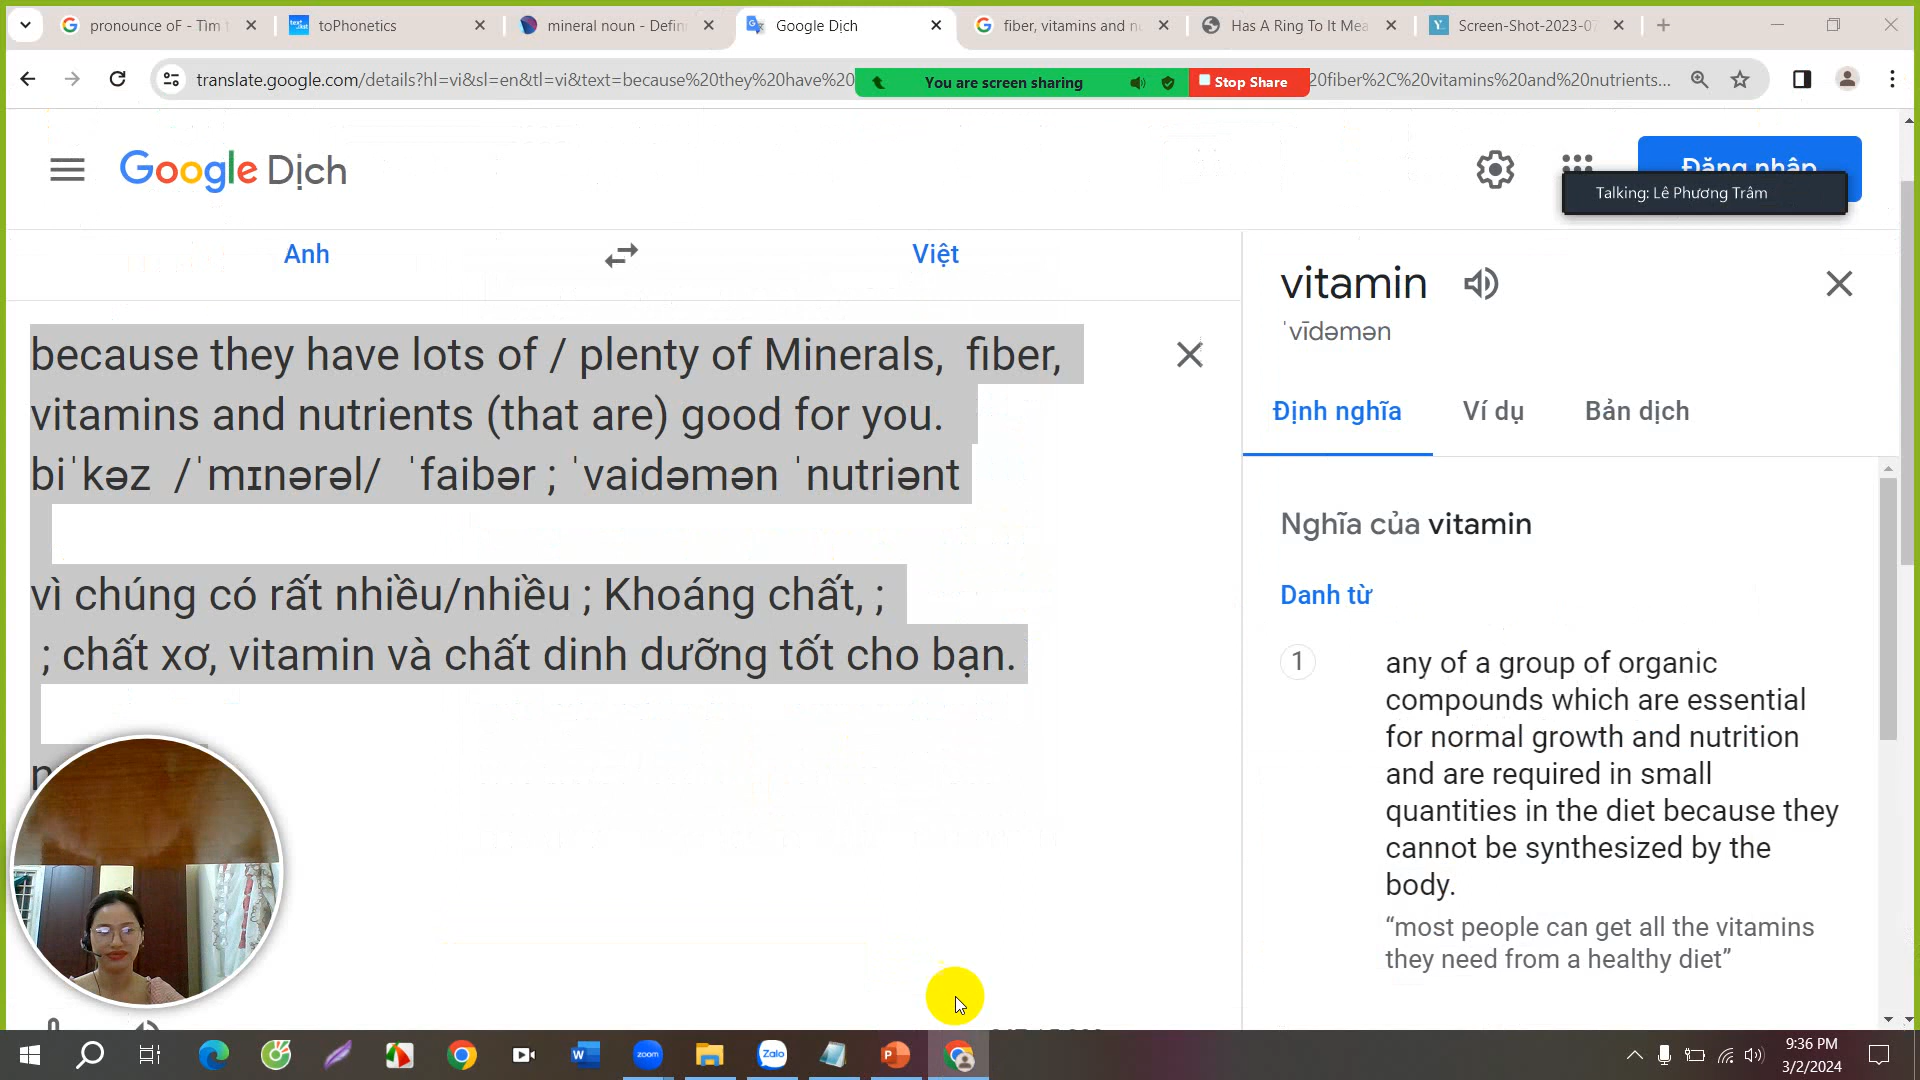 pronounce oF - Tìm
toPhonetics
mineral noun - Defin
Google Dịch
fiber, vitamins and nu
Has A Ring To It Mea
Screen-Shot-2023-07
translate.google.com/details?hl=vi&sl=en&tl=vi&text=because%20they%20have%20
You are screen sharing
Stop Share
20fiber%2C%20vitamins%20and%20nutrients...
Google Dịch
Đăng nhập
Talking: Lê Phương Trâm
Anh
Việt
because they have lots of / plenty of Minerals,  fiber,
vitamins and nutrients (that are) good for you.
biˈkəz  /ˈmɪnərəl/  ˈfaibər ; ˈvaidəmən ˈnutriənt
vì chúng có rất nhiều/nhiều ; Khoáng chất, ;
; chất xơ, vitamin và chất dinh dưỡng tốt cho bạn.
vitamin
ˈvīdəmən
Định nghĩa
Ví dụ
Bản dịch
Nghĩa của vitamin
Danh từ
1
any of a group of organic
compounds which are essential
for normal growth and nutrition
and are required in small
quantities in the diet because they
cannot be synthesized by the
body.
“most people can get all the vitamins
they need from a healthy diet”
zoom
Zalo
9:36 PM
3/2/2024